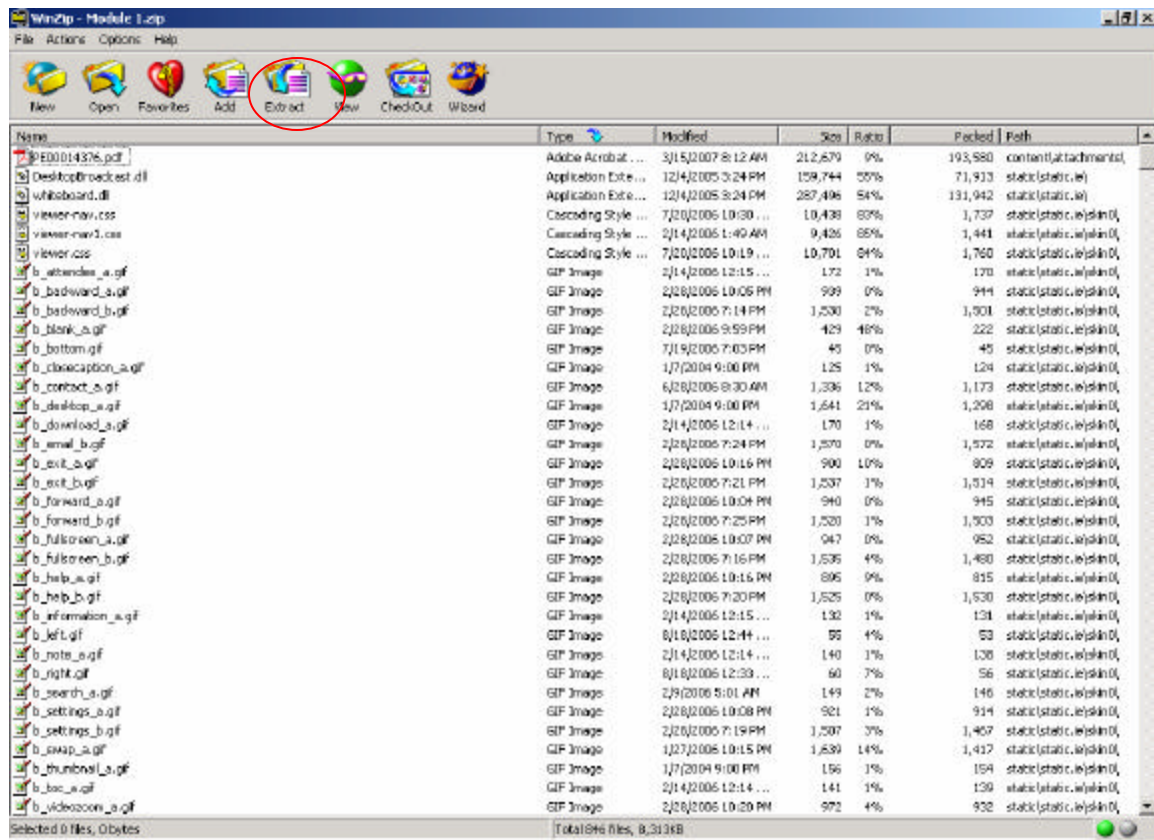 WinZip - Module 1.zip
File Actions Options Help
New Open Favorites Add Extract View CheckOut Wizard
Name Type Modified Size Ratio Packed Path
PE00014376.pdf Adobe Acrobat ... 3/15/2007 8:12 AM 212,679 9% 193,580 content\attachments\
DesktopBroadcast.dll Application Exte... 12/4/2005 3:24 PM 159,744 55% 71,913 static\static.ie\
whiteboard.dll Application Exte... 12/4/2005 3:24 PM 287,496 54% 131,942 static\static.ie\
viewer-nav.css Cascading Style ... 7/20/2006 10:30 ... 10,438 83% 1,737 static\static.ie\skin0\
viewer-nav1.css Cascading Style ... 2/14/2006 1:49 AM 9,426 85% 1,441 static\static.ie\skin0\
viewer.css Cascading Style ... 7/20/2006 10:19 ... 10,701 84% 1,760 static\static.ie\skin0\
b_attendee_a.gif GIF Image 2/14/2006 12:15 ... 172 1% 170 static\static.ie\skin0\
b_backward_a.gif GIF Image 2/28/2006 10:05 PM 939 0% 944 static\static.ie\skin0\
b_backward_b.gif GIF Image 2/28/2006 7:14 PM 1,530 2% 1,501 static\static.ie\skin0\
b_blank_a.gif GIF Image 2/28/2006 9:59 PM 429 48% 222 static\static.ie\skin0\
b_bottom.gif GIF Image 7/19/2006 7:03 PM 45 0% 45 static\static.ie\skin0\
b_closecaption_a.gif GIF Image 1/7/2004 9:00 PM 125 1% 124 static\static.ie\skin0\
b_contact_a.gif GIF Image 6/28/2006 8:30 AM 1,336 12% 1,173 static\static.ie\skin0\
b_desktop_a.gif GIF Image 1/7/2004 9:00 PM 1,641 21% 1,298 static\static.ie\skin0\
b_download_a.gif GIF Image 2/14/2006 12:14 ... 170 1% 168 static\static.ie\skin0\
b_email_b.gif GIF Image 2/28/2006 7:24 PM 1,570 0% 1,572 static\static.ie\skin0\
b_exit_a.gif GIF Image 2/28/2006 10:16 PM 900 10% 809 static\static.ie\skin0\
b_exit_b.gif GIF Image 2/28/2006 7:21 PM 1,537 1% 1,514 static\static.ie\skin0\
b_forward_a.gif GIF Image 2/28/2006 10:04 PM 940 0% 945 static\static.ie\skin0\
b_forward_b.gif GIF Image 2/28/2006 7:25 PM 1,520 1% 1,503 static\static.ie\skin0\
b_fullscreen_a.gif GIF Image 2/28/2006 10:07 PM 947 0% 952 static\static.ie\skin0\
b_fullscreen_b.gif GIF Image 2/28/2006 7:16 PM 1,535 4% 1,480 static\static.ie\skin0\
b_help_a.gif GIF Image 2/28/2006 10:16 PM 895 9% 815 static\static.ie\skin0\
b_help_b.gif GIF Image 2/28/2006 7:20 PM 1,525 0% 1,530 static\static.ie\skin0\
b_information_a.gif GIF Image 2/14/2006 12:15 ... 132 1% 131 static\static.ie\skin0\
b_left.gif GIF Image 8/18/2006 12:44 ... 55 4% 53 static\static.ie\skin0\
b_note_a.gif GIF Image 2/14/2006 12:14 ... 140 1% 138 static\static.ie\skin0\
b_right.gif GIF Image 8/18/2006 12:33 ... 60 7% 56 static\static.ie\skin0\
b_search_a.gif GIF Image 2/9/2006 5:01 AM 149 2% 146 static\static.ie\skin0\
b_settings_a.gif GIF Image 2/28/2006 10:08 PM 921 1% 914 static\static.ie\skin0\
b_settings_b.gif GIF Image 2/28/2006 7:19 PM 1,507 3% 1,467 static\static.ie\skin0\
b_swap_a.gif GIF Image 1/27/2006 10:15 PM 1,639 14% 1,417 static\static.ie\skin0\
b_thumbnail_a.gif GIF Image 1/7/2004 9:00 PM 156 1% 154 static\static.ie\skin0\
b_toc_a.gif GIF Image 2/14/2006 12:14 ... 141 1% 139 static\static.ie\skin0\
b_videozoom_a.gif GIF Image 2/28/2006 10:20 PM 972 4% 932 static\static.ie\skin0\
Selected 0 files, 0 bytes Total 846 files, 8,313KB